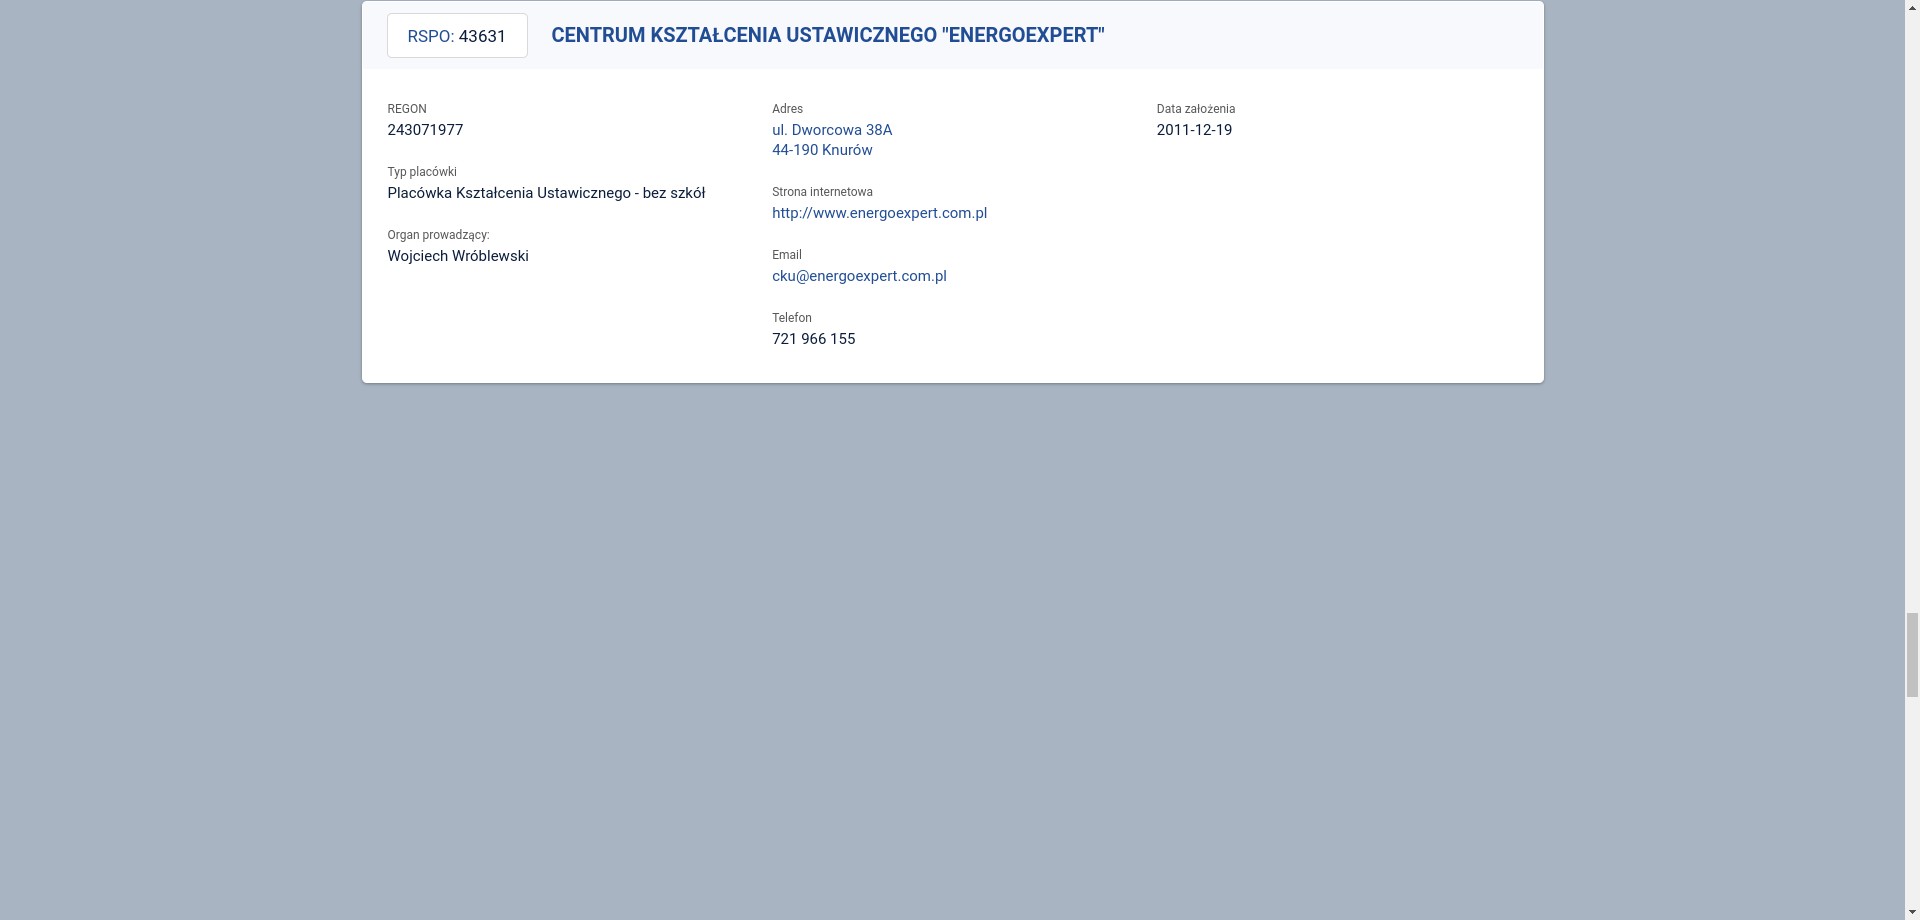 RSPO: 43631
CENTRUM KSZTAŁCENIA USTAWICZNEGO "ENERGOEXPERT"
REGON
243071977
Typ placówki
Placówka Kształcenia Ustawicznego - bez szkół
Organ prowadzący:
Wojciech Wróblewski
Adres
ul. Dworcowa 38A
44-190 Knurów
Strona internetowa
http://www.energoexpert.com.pl
Email
cku@energoexpert.com.pl
Telefon
721 966 155
Data założenia
2011-12-19